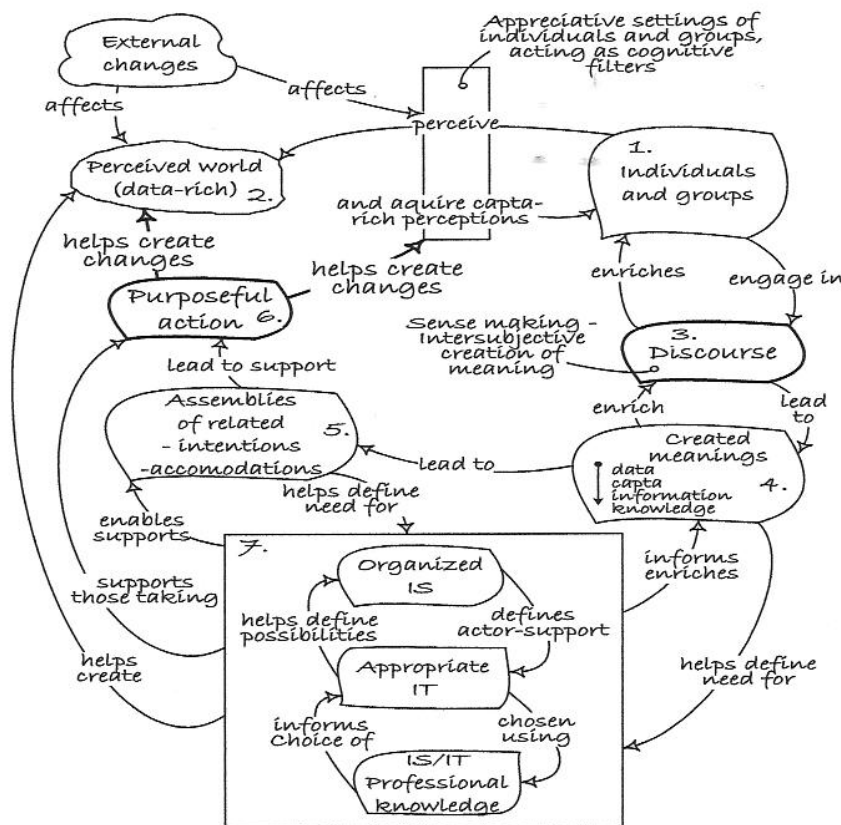 External
changes
Appreciative settings of
individuals and groups,
acting as cognitive
filters
affects
affects
perceive
Perceived world
(data-rich) 2.
1.
Individuals
and groups
and aquire capta-
rich perceptions
helps create
changes
helps create
changes
enriches
engage in
Purposeful
action 6.
Sense making -
Intersubjective
creation of
meaning
3.
Discourse
lead to support
enrich
lead
to
Assemblies
of related
- intentions
-accomodations
5.
lead to
Created
meanings
data
capta
information
knowledge
4.
helps define
need for
enables
supports
7.
Organized
IS
informs
enriches
supports
those taking
helps define
possibilities
defines
actor-support
helps
create
Appropriate
IT
helps define
need for
informs
Choice of
chosen
using
IS/IT
Professional
knowledge